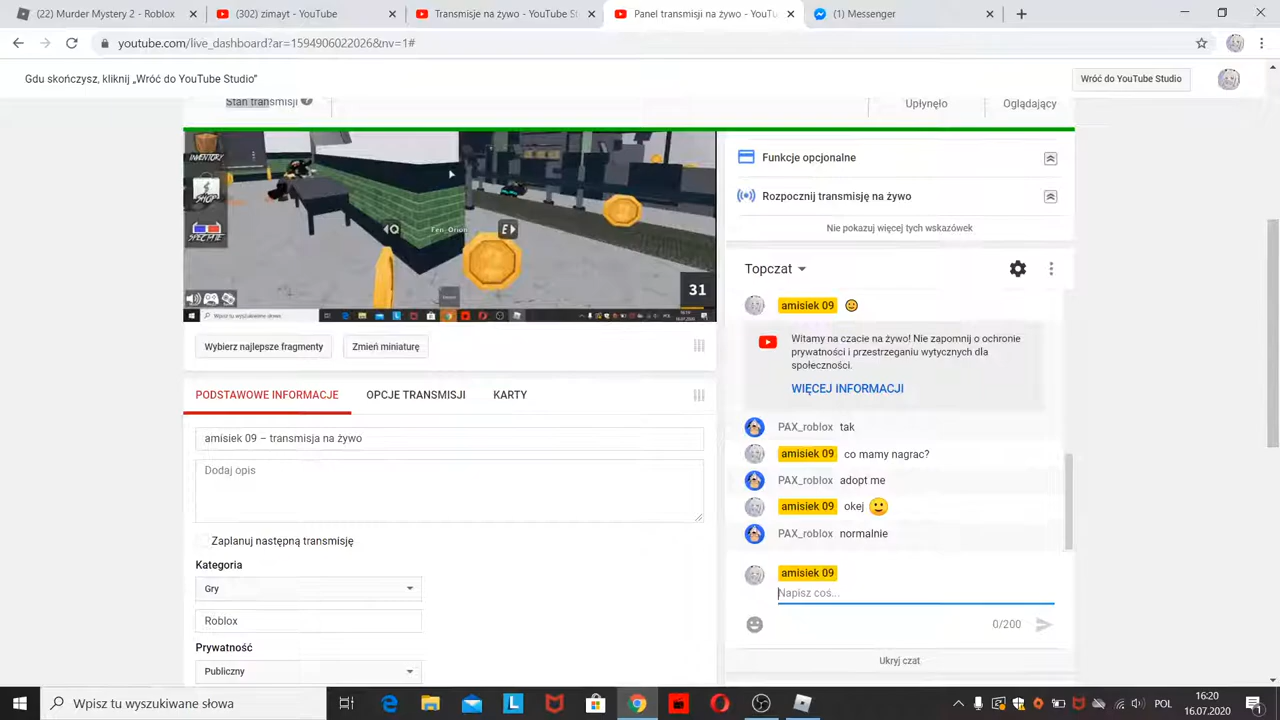 (22) Murder Mystery 2 - Roblox
(302) zimayt - YouTube
Transmisje na żywo - YouTube St
Panel transmisji na żywo - YouTu
(1) Messenger
youtube.com/live_dashboard?ar=1594906022026&nv=1#
Gdu skończysz, kliknij „Wróć do YouTube Studio”
Wróć do YouTube Studio
Stan transmisji
Upłynęło
Oglądający
INVENTORY
SHOP
Q
E
31
Wpisz tu wyszukiwane słowa
Wybierz najlepsze fragmenty
Zmień miniaturę
PODSTAWOWE INFORMACJE
OPCJE TRANSMISJI
KARTY
amisiek 09 – transmisja na żywo
Dodaj opis
Zaplanuj następną transmisję
Kategoria
Gry
Roblox
Prywatność
Publiczny
Funkcje opcjonalne
Rozpocznij transmisję na żywo
Nie pokazuj więcej tych wskazówek
Topczat
amisiek 09
Witamy na czacie na żywo! Nie zapomnij o ochronie
prywatności i przestrzeganiu wytycznych dla
społeczności.
WIĘCEJ INFORMACJI
PAX_roblox tak
amisiek 09 co mamy nagrac?
PAX_roblox adopt me
amisiek 09 okej
PAX_roblox normalnie
amisiek 09
Napisz coś...
0/200
Ukryj czat
Wpisz tu wyszukiwane słowa
POL
16:20
16.07.2020